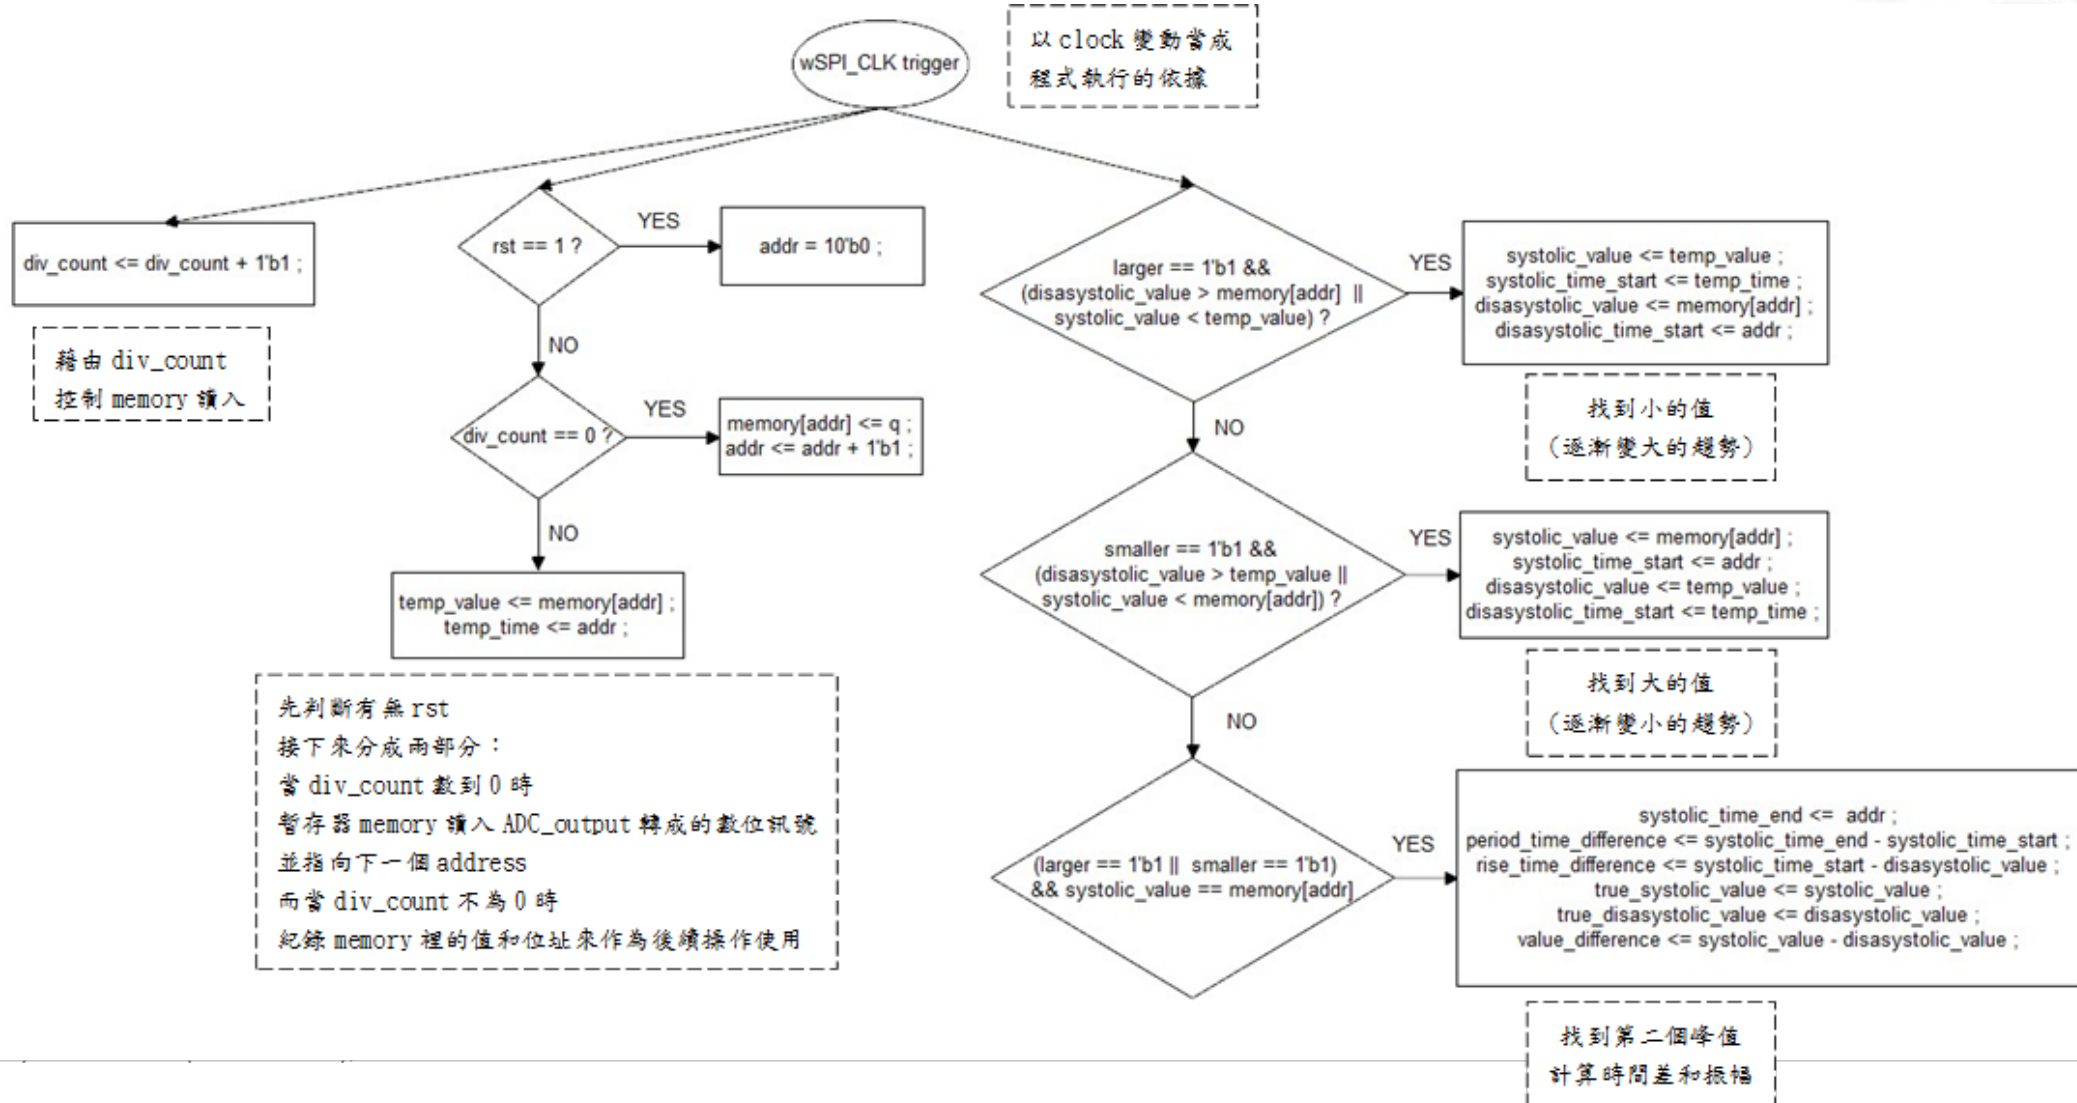 wSPI_CLK trigger
以 clock 變動當成
程式執行的依據
div_count <= div_count + 1'b1 ;
藉由 div_count
控制 memory 讀入
rst == 1 ?
YES
addr = 10'b0 ;
NO
div_count == 0 ?
YES
memory[addr] <= q ;
addr <= addr + 1'b1 ;
NO
temp_value <= memory[addr] ;
temp_time <= addr ;
先判斷有無 rst
接下來分成兩部分：
當 div_count 數到 0 時
暫存器 memory 讀入 ADC_output 轉成的數位訊號
並指向下一個 address
而當 div_count 不為 0 時
紀錄 memory 裡的值和位址來作為後續操作使用
larger == 1'b1 &&
(disasystolic_value > memory[addr] ||
systolic_value < temp_value) ?
YES
systolic_value <= temp_value ;
systolic_time_start <= temp_time ;
disasystolic_value <= memory[addr] ;
disasystolic_time_start <= addr ;
找到小的值
（逐漸變大的趨勢）
NO
smaller == 1'b1 &&
(disasystolic_value > temp_value ||
systolic_value < memory[addr]) ?
YES
systolic_value <= memory[addr] ;
systolic_time_start <= addr ;
disasystolic_value <= temp_value ;
disasystolic_time_start <= temp_time ;
找到大的值
（逐漸變小的趨勢）
NO
(larger == 1'b1 || smaller == 1'b1)
&& systolic_value == memory[addr]
YES
systolic_time_end <= addr ;
period_time_difference <= systolic_time_end - systolic_time_start ;
rise_time_difference <= systolic_time_start - disasystolic_value ;
true_systolic_value <= systolic_value ;
true_disasystolic_value <= disasystolic_value ;
value_difference <= systolic_value - disasystolic_value ;
找到第二個峰值
計算時間差和振幅